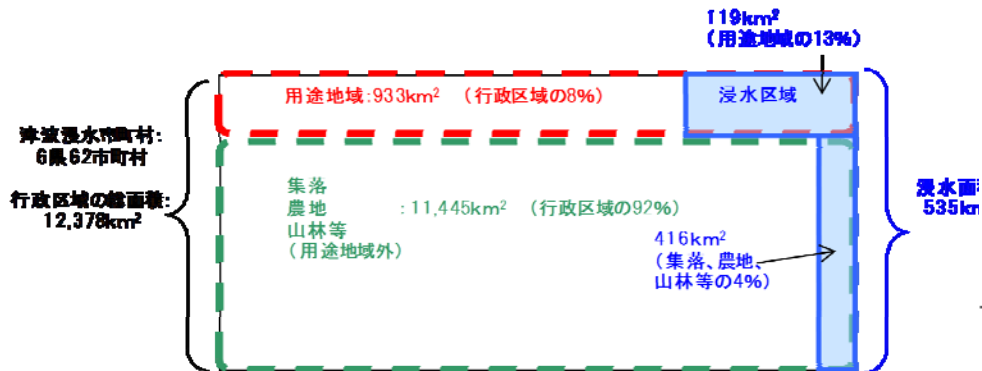 119km²
(用途地域の13%)
用途地域:933km² (行政区域の8%)
浸水区域
津波浸水市町村:
6県62市町村
行政区域の総面積:
12,378km²
集落
農地 :11,445km² (行政区域の92%)
山林等
(用途地域外)
416km²
(集落、農地、
山林等の4%)
浸水面
535km